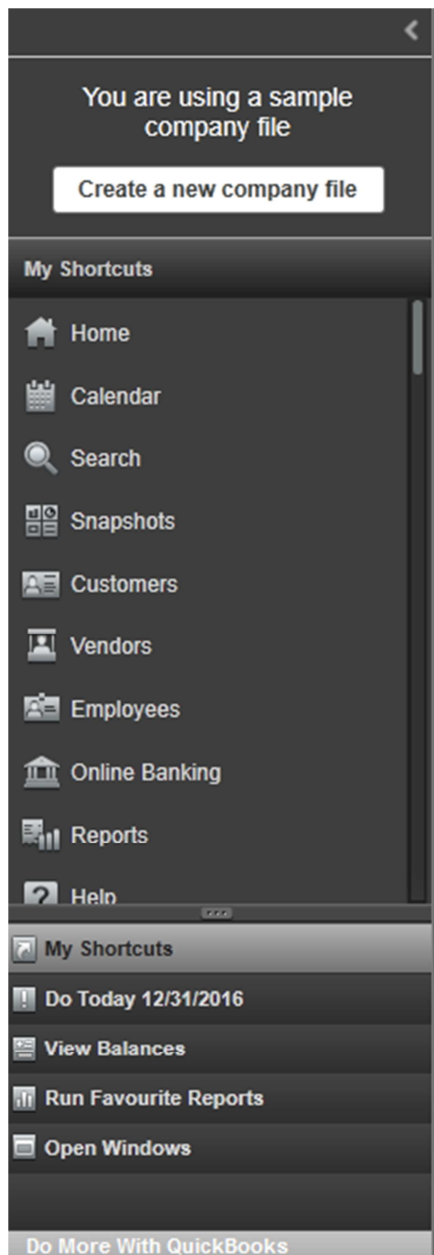 You are using a sample
company file
Create a new company file
My Shortcuts
Home
Calendar
Search
Snapshots
Customers
Vendors
Employees
Online Banking
Reports
Help
My Shortcuts
Do Today 12/31/2016
View Balances
Run Favourite Reports
Open Windows
Do More With QuickBooks